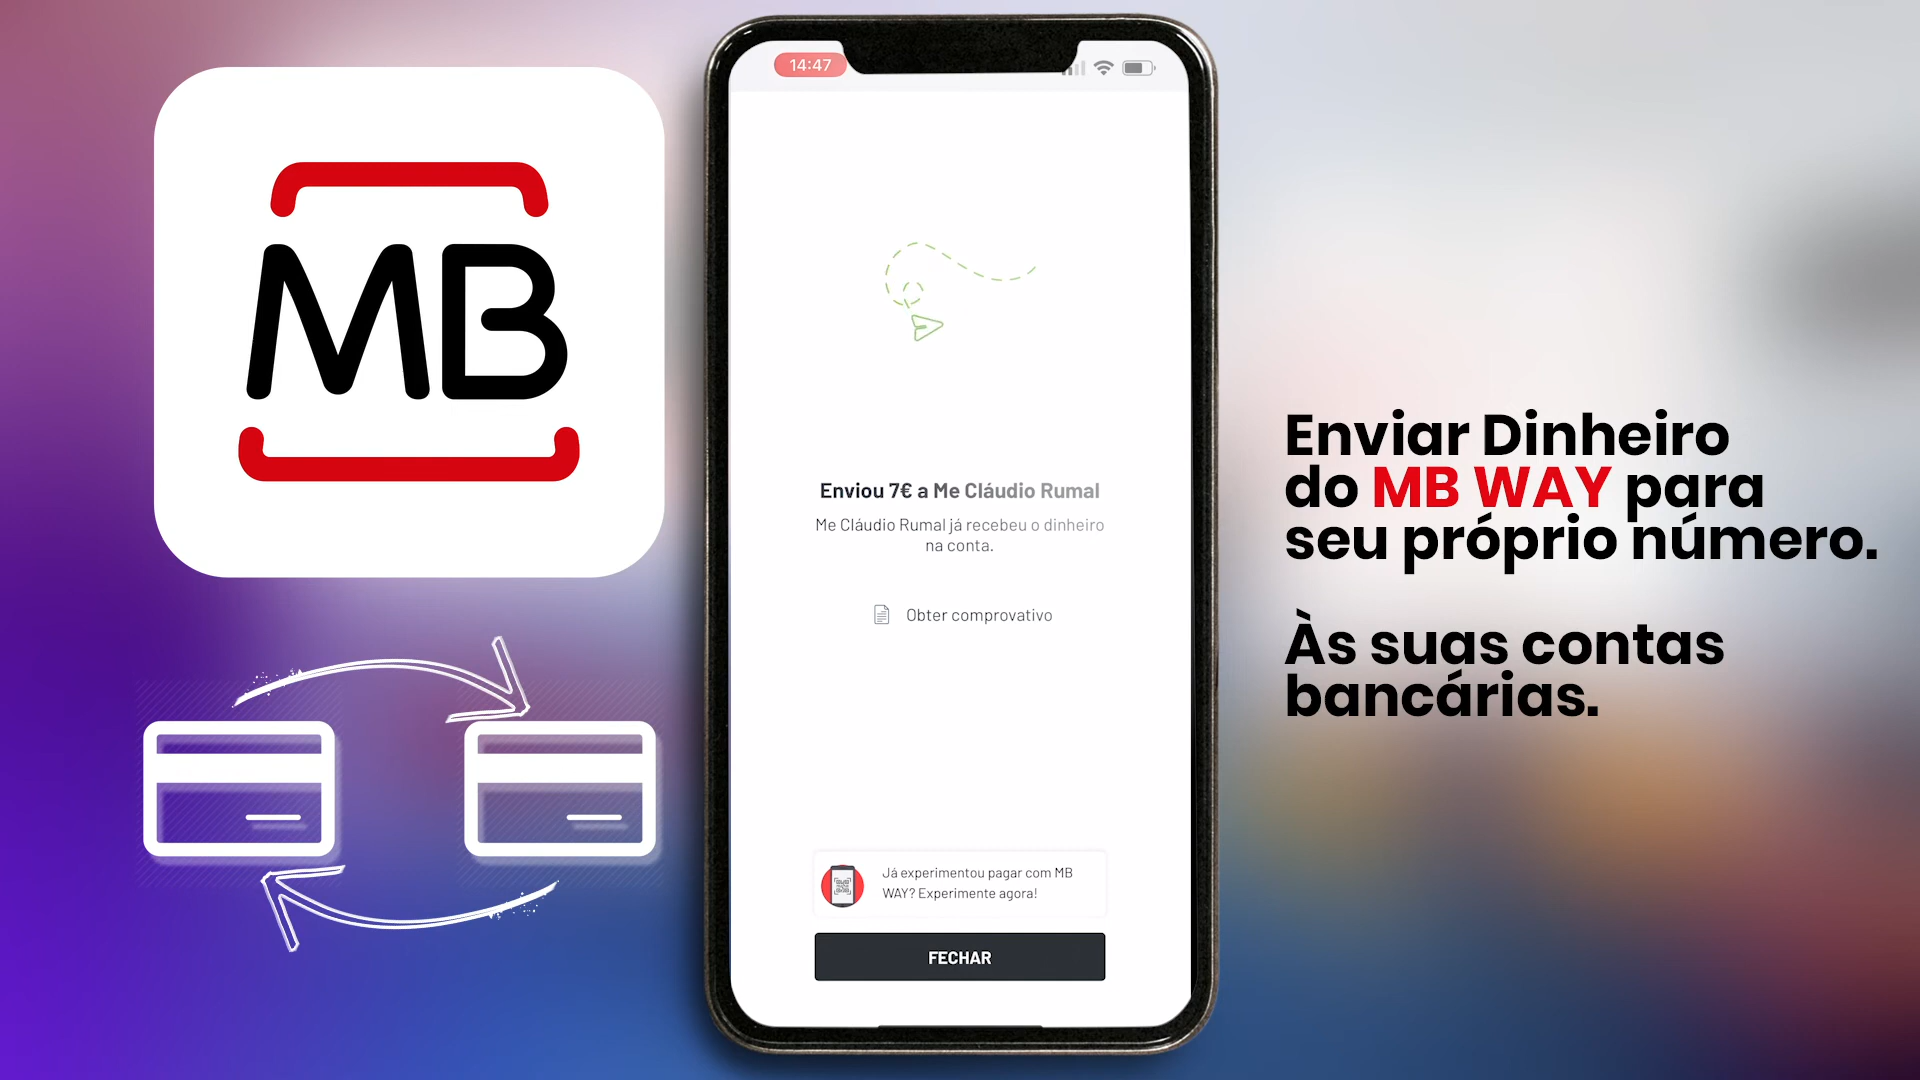 MB
14:47
Enviou 7€ a Me Cláudio Rumal
Me Cláudio Rumal já recebeu o dinheiro
na conta.
Obter comprovativo
Já experimentou pagar com MB
WAY? Experimente agora!
FECHAR
Enviar Dinheiro
do MB WAY para
seu próprio número.
Às suas contas
bancárias.